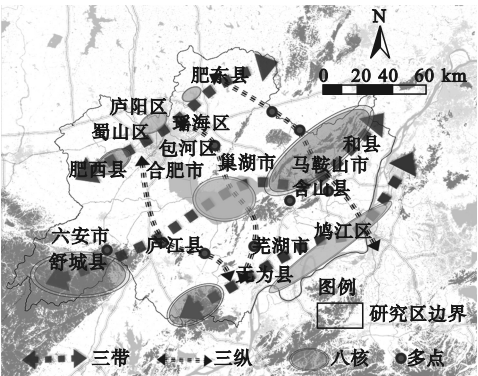 N
0 20 40 60 km
肥东县
庐阳区
瑶海区
蜀山区
包河区
和县
肥西县
合肥市
巢湖市
马鞍山市
含山县
六安市
鸠江区
舒城县
庐江县
芜湖市
无为县
图例
研究区边界
三带
三纵
八核
多点